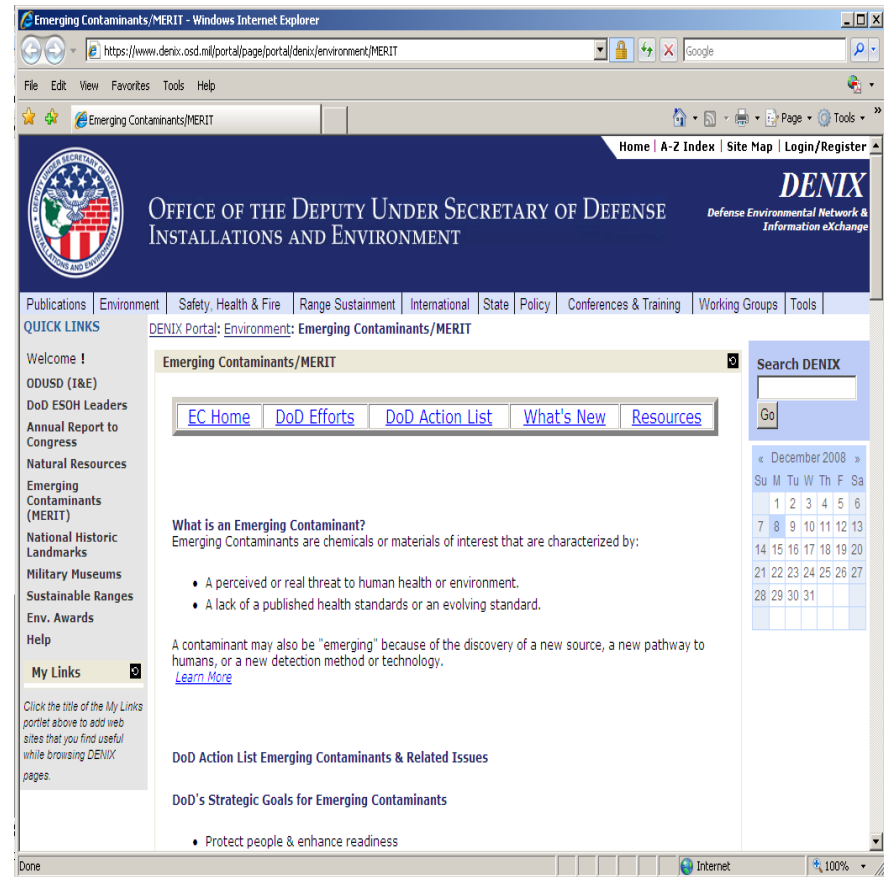 Emerging Contaminants/MERIT - Windows Internet Explorer
https://www.denix.osd.mil/portal/page/portal/denix/environment/MERIT
Google
File Edit View Favorites Tools Help
Emerging Contaminants/MERIT
Page Tools »
Home | A-Z Index | Site Map | Login/Register
DEPUTY UNDER SECRETARY OF DEFENSE
INSTALLATIONS AND ENVIRONMENT
OFFICE OF THE DEPUTY UNDER SECRETARY OF DEFENSE
INSTALLATIONS AND ENVIRONMENT
DENIX
Defense Environmental Network &
Information eXchange
Publications | Environment | Safety, Health & Fire | Range Sustainment | International | State | Policy | Conferences & Training | Working Groups | Tools
QUICK LINKS
Welcome !
ODUSD (I&E)
DoD ESOH Leaders
Annual Report to
Congress
Natural Resources
Emerging
Contaminants
(MERIT)
National Historic
Landmarks
Military Museums
Sustainable Ranges
Env. Awards
Help
My Links
Click the title of the My Links
portlet above to add web
sites that you find useful
while browsing DENIX
pages.
DENIX Portal: Environment: Emerging Contaminants/MERIT
Emerging Contaminants/MERIT
EC Home DoD Efforts DoD Action List What's New Resources
What is an Emerging Contaminant?
Emerging Contaminants are chemicals or materials of interest that are characterized by:
• A perceived or real threat to human health or environment.
• A lack of a published health standards or an evolving standard.
A contaminant may also be "emerging" because of the discovery of a new source, a new pathway to
humans, or a new detection method or technology.
Learn More
DoD Action List Emerging Contaminants & Related Issues
DoD's Strategic Goals for Emerging Contaminants
• Protect people & enhance readiness
Search DENIX
Go
« December 2008 »
Su M Tu W Th F Sa
1 2 3 4 5 6
7 8 9 10 11 12 13
14 15 16 17 18 19 20
21 22 23 24 25 26 27
28 29 30 31
Done
Internet
100%